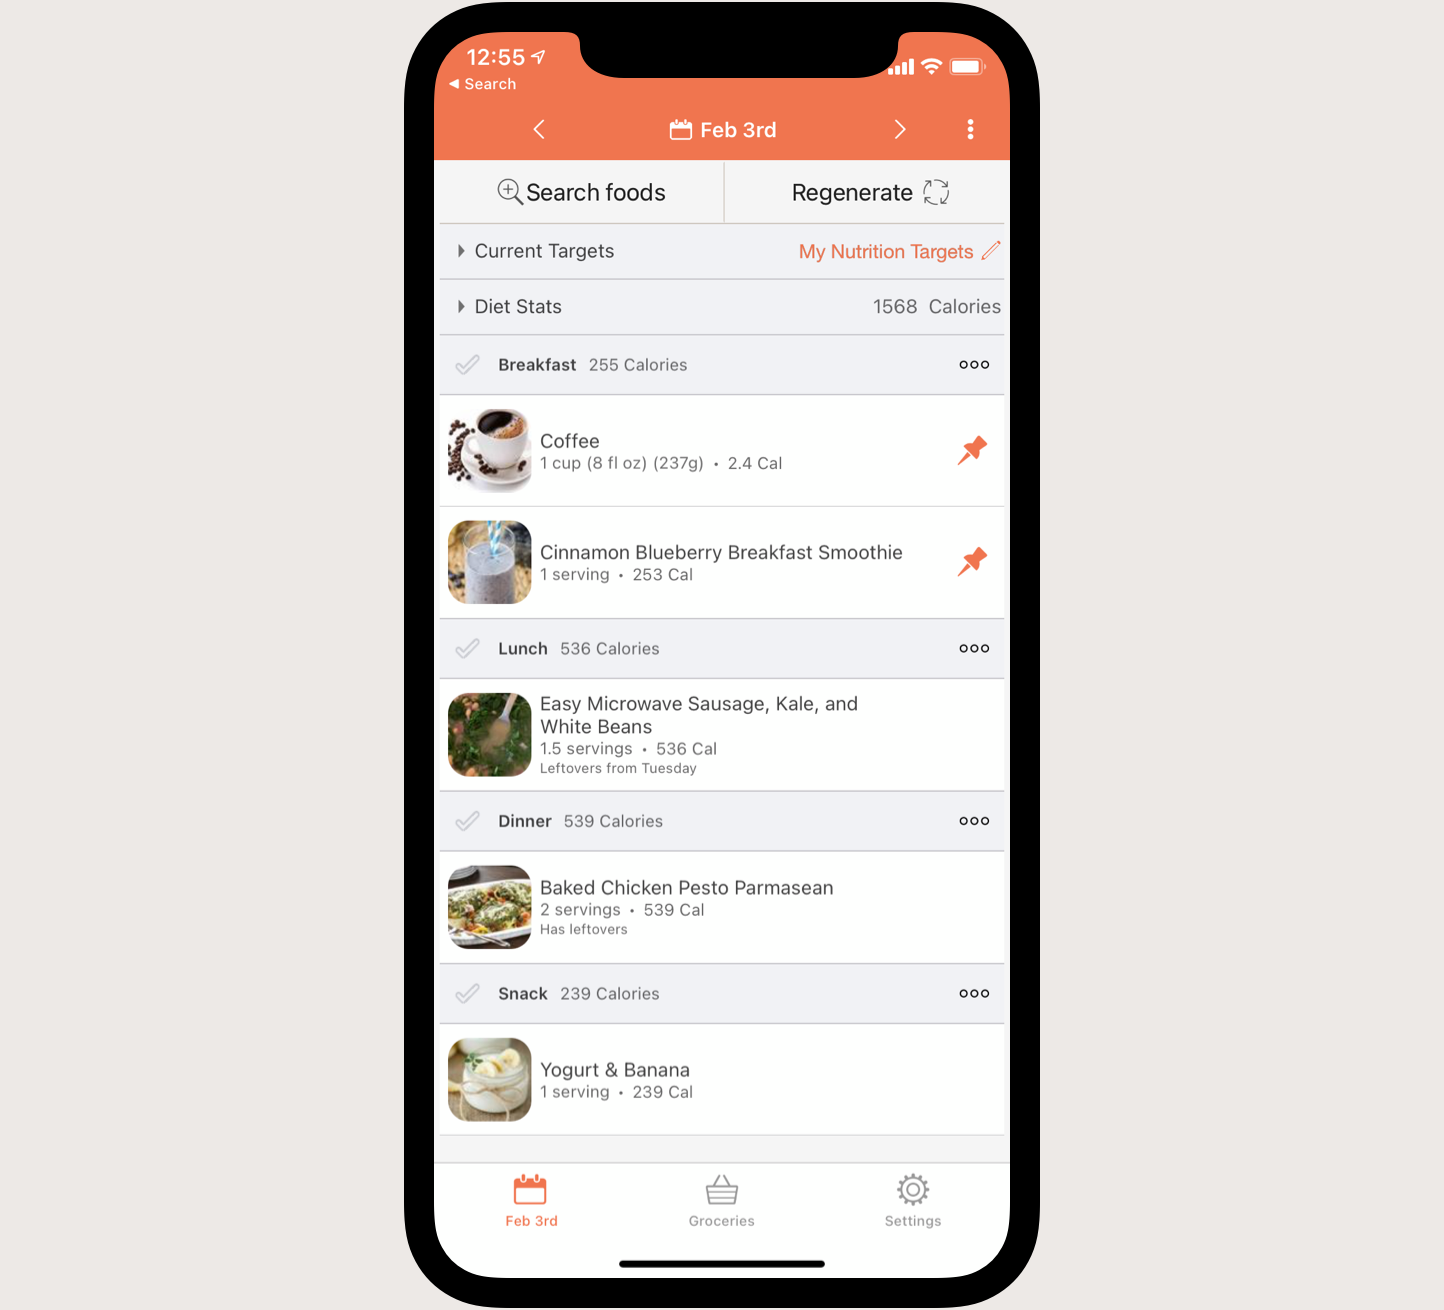 12:55
◀ Search
Feb 3rd
Search foods
Regenerate
Current Targets
My Nutrition Targets
Diet Stats
1568 Calories
Breakfast 255 Calories
Coffee
1 cup (8 fl oz) (237g) • 2.4 Cal
Cinnamon Blueberry Breakfast Smoothie
1 serving • 253 Cal
Lunch 536 Calories
Easy Microwave Sausage, Kale, and
White Beans
1.5 servings • 536 Cal
Leftovers from Tuesday
Dinner 539 Calories
Baked Chicken Pesto Parmasean
2 servings • 539 Cal
Has leftovers
Snack 239 Calories
Yogurt & Banana
1 serving • 239 Cal
Feb 3rd
Groceries
Settings